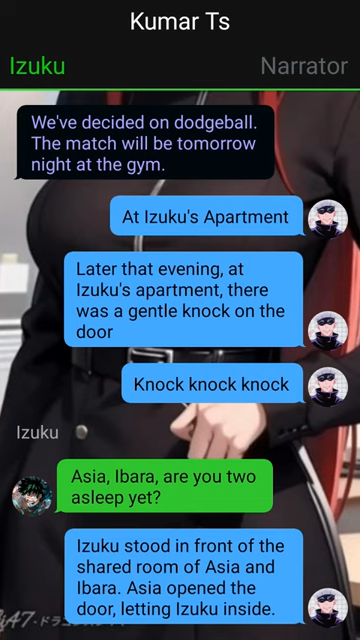 Kumar Ts
Izuku
Narrator
We've decided on dodgeball.
The match will be tomorrow
night at the gym.
At Izuku's Apartment
Later that evening, at
Izuku's apartment, there
was a gentle knock on the
door
Knock knock knock
Izuku
Asia, Ibara, are you two
asleep yet?
Izuku stood in front of the
shared room of Asia and
Ibara. Asia opened the
door, letting Izuku inside.